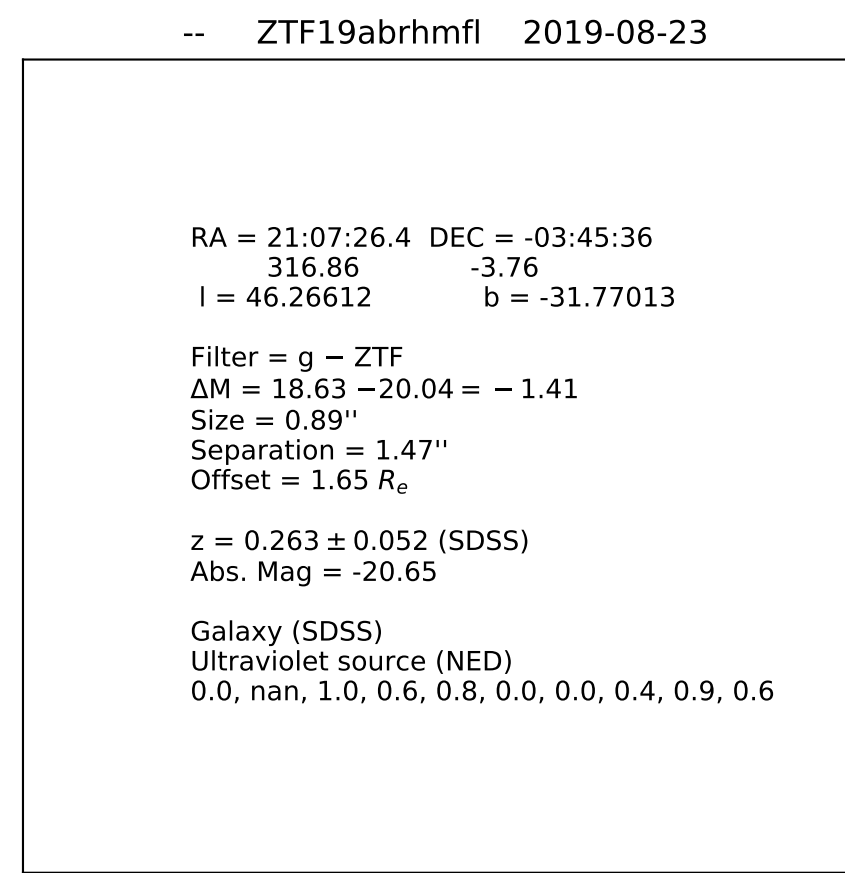 -- ZTF19abrhmfl 2019-08-23
RA = 21:07:26.4 DEC = -03:45:36
316.86 -3.76
l = 46.26612 b = -31.77013
Filter = g − ZTF
ΔM = 18.63 −20.04 = − 1.41
Size = 0.89''
Separation = 1.47''
Offset = 1.65 Rₑ
z = 0.263 ± 0.052 (SDSS)
Abs. Mag = -20.65
Galaxy (SDSS)
Ultraviolet source (NED)
0.0, nan, 1.0, 0.6, 0.8, 0.0, 0.0, 0.4, 0.9, 0.6